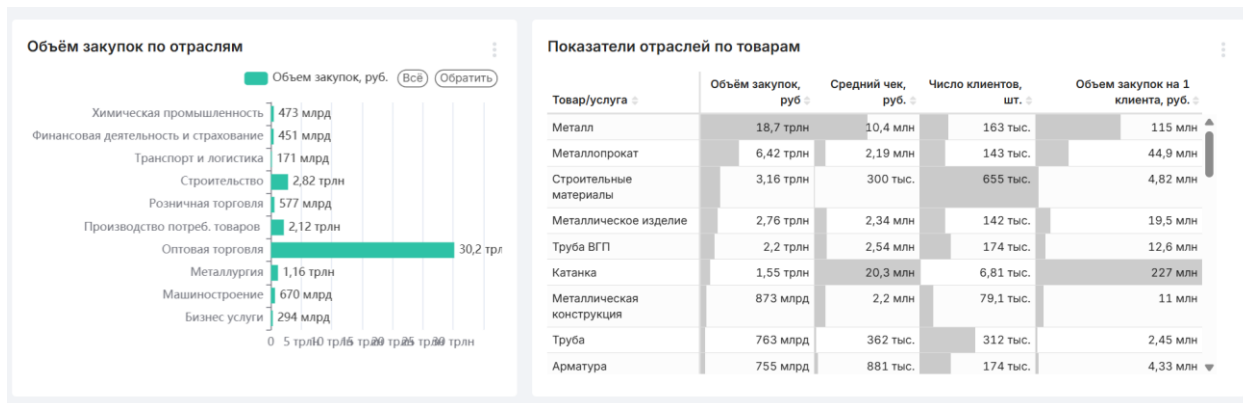 Объём закупок по отраслям
Объем закупок, руб. Всё Обратить
Химическая промышленность 473 млрд
Финансовая деятельность и страхование 451 млрд
Транспорт и логистика 171 млрд
Строительство 2,82 трлн
Розничная торговля 577 млрд
Производство потреб. товаров 2,12 трлн
Оптовая торговля 30,2 трл
Металлургия 1,16 трлн
Машиностроение 670 млрд
Бизнес услуги 294 млрд
0 5 трлн 10 трлн 15 трлн 20 трлн 25 трлн 30 трлн
Показатели отраслей по товарам
Товар/услуга Объём закупок, руб Средний чек, руб. Число клиентов, шт. Объем закупок на 1 клиента, руб.
Металл 18,7 трлн 10,4 млн 163 тыс. 115 млн
Металлопрокат 6,42 трлн 2,19 млн 143 тыс. 44,9 млн
Строительные
материалы 3,16 трлн 300 тыс. 655 тыс. 4,82 млн
Металлическое изделие 2,76 трлн 2,34 млн 142 тыс. 19,5 млн
Труба ВГП 2,2 трлн 2,54 млн 174 тыс. 12,6 млн
Катанка 1,55 трлн 20,3 млн 6,81 тыс. 227 млн
Металлическая
конструкция 873 млрд 2,2 млн 79,1 тыс. 11 млн
Труба 763 млрд 362 тыс. 312 тыс. 2,45 млн
Арматура 755 млрд 881 тыс. 174 тыс. 4,33 млн